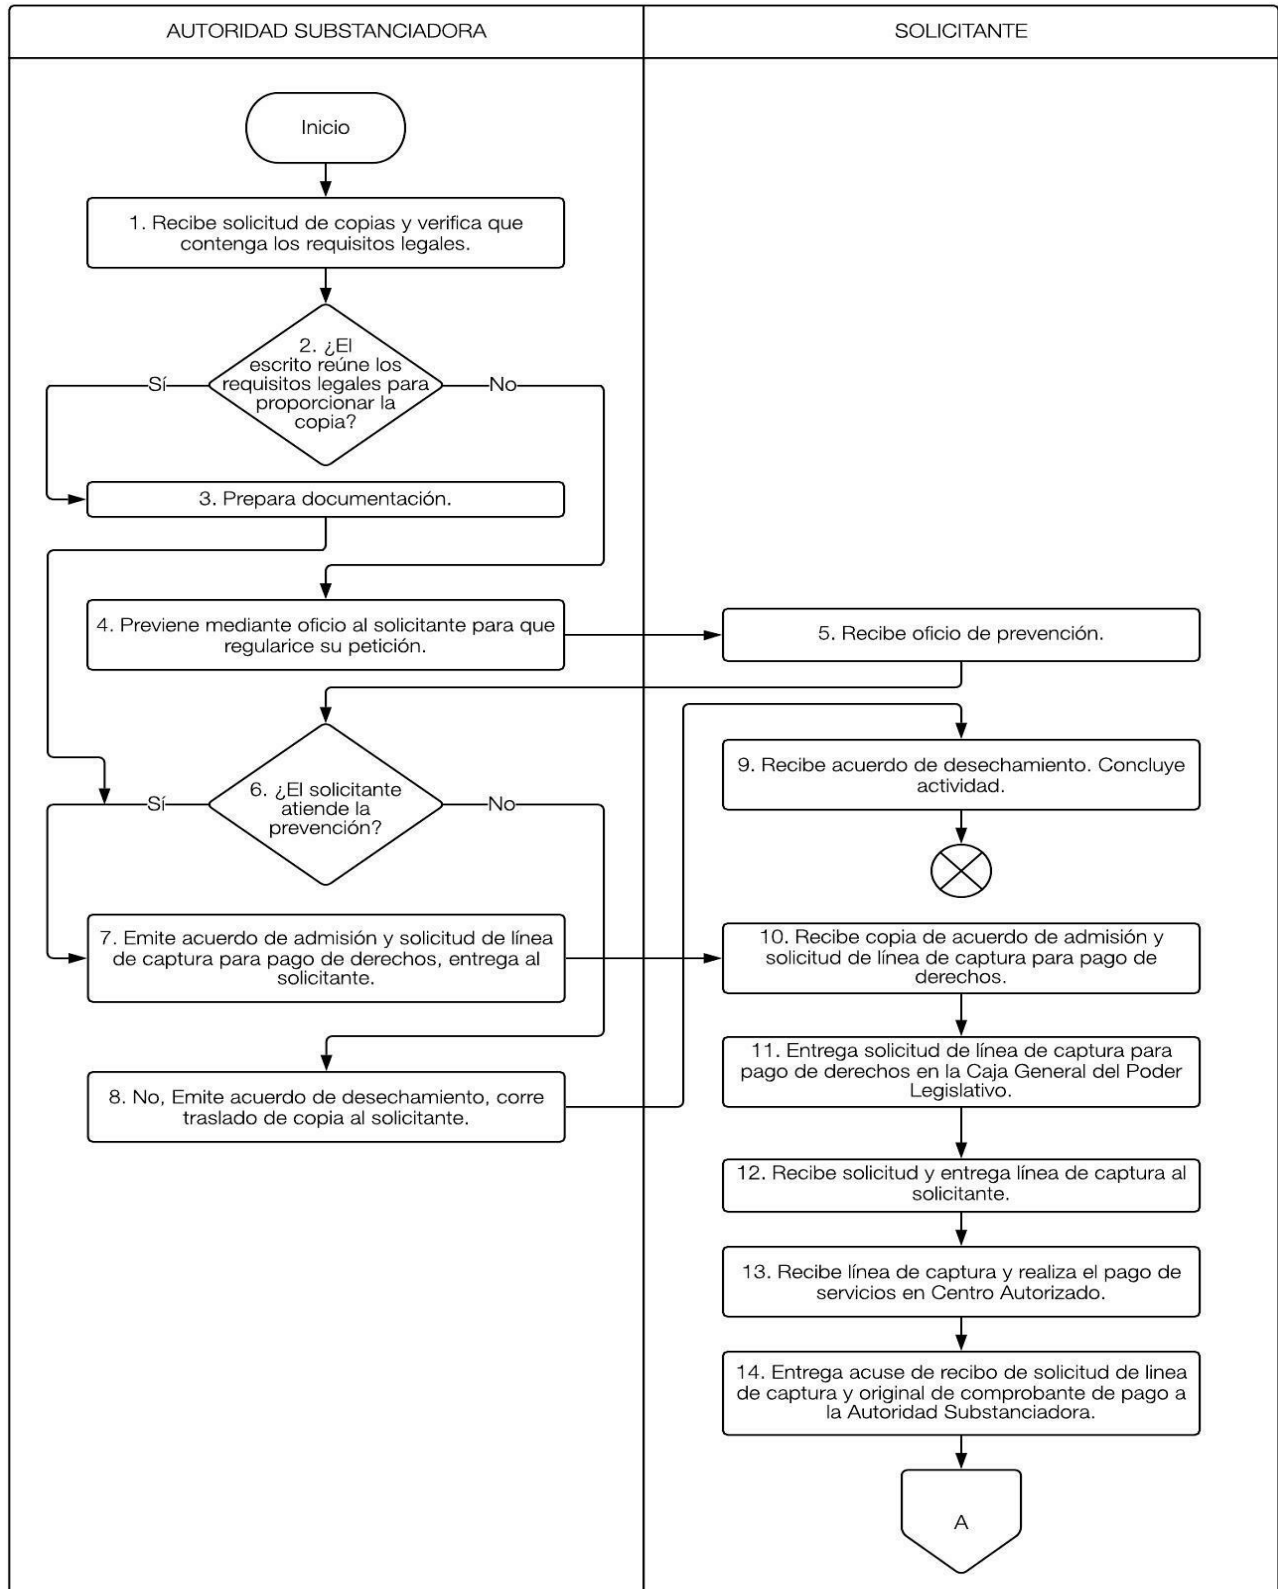 AUTORIDAD SUBSTANCIADORA
SOLICITANTE
Inicio
1. Recibe solicitud de copias y verifica que
contenga los requisitos legales.
2. ¿El
escrito reúne los
requisitos legales para
proporcionar la
copia?
Sí
No
3. Prepara documentación.
4. Previene mediante oficio al solicitante para que
regularice su petición.
5. Recibe oficio de prevención.
6. ¿El solicitante
atiende la
prevención?
Sí
No
7. Emite acuerdo de admisión y solicitud de línea
de captura para pago de derechos, entrega al
solicitante.
8. No, Emite acuerdo de desechamiento, corre
traslado de copia al solicitante.
9. Recibe acuerdo de desechamiento. Concluye
actividad.
10. Recibe copia de acuerdo de admisión y
solicitud de línea de captura para pago de
derechos.
11. Entrega solicitud de línea de captura para
pago de derechos en la Caja General del Poder
Legislativo.
12. Recibe solicitud y entrega línea de captura al
solicitante.
13. Recibe línea de captura y realiza el pago de
servicios en Centro Autorizado.
14. Entrega acuse de recibo de solicitud de linea
de captura y original de comprobante de pago a
la Autoridad Substanciadora.
A